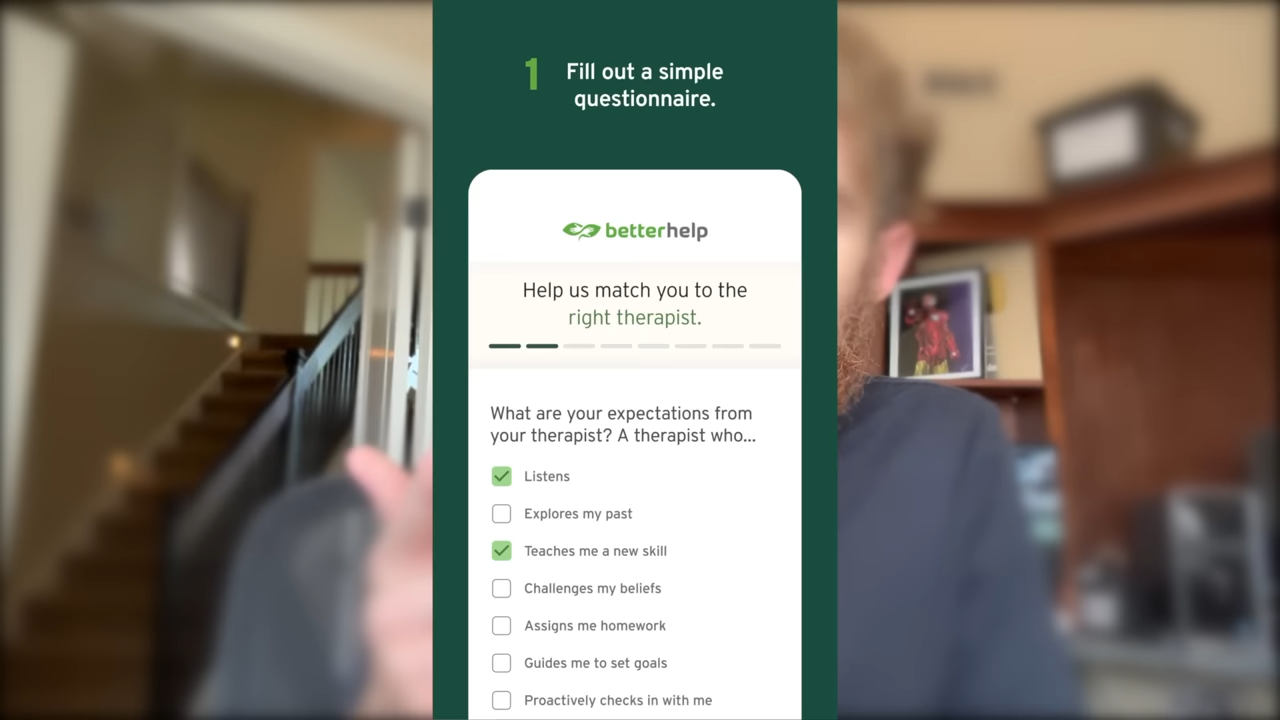 1 Fill out a simple
questionnaire.
betterhelp
Help us match you to the
right therapist.
What are your expectations from
your therapist? A therapist who...
Listens
Explores my past
Teaches me a new skill
Challenges my beliefs
Assigns me homework
Guides me to set goals
Proactively checks in with me